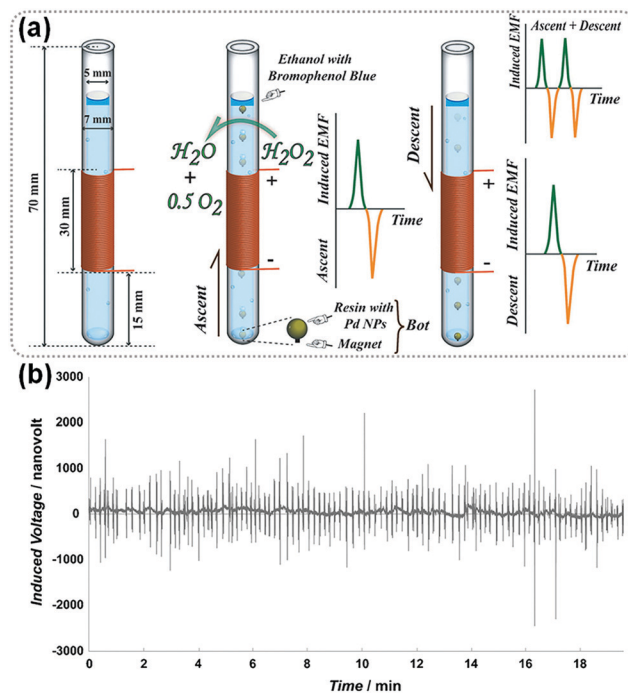 (a)
5 mm
7 mm
70 mm
30 mm
15 mm
Ethanol with
Bromophenol Blue
H2O
+
0.5 O2
H2O2
+
-
Ascent
Induced EMF
Time
Ascent
Resin with
Pd NPs
Magnet
Bot
Descent
+
-
Ascent + Descent
Induced EMF
Time
Induced EMF
Time
Descent
(b)
Induced Voltage / nanovolt
3000
2000
1000
0
-1000
-2000
-3000
0 2 4 6 8 10 12 14 16 18
Time / min